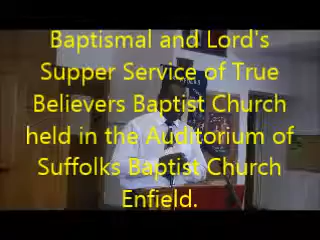 Baptismal and Lord's
Supper Service of True
Believers Baptist Church
held in the Auditorium of
Suffolks Baptist Church
Enfield.